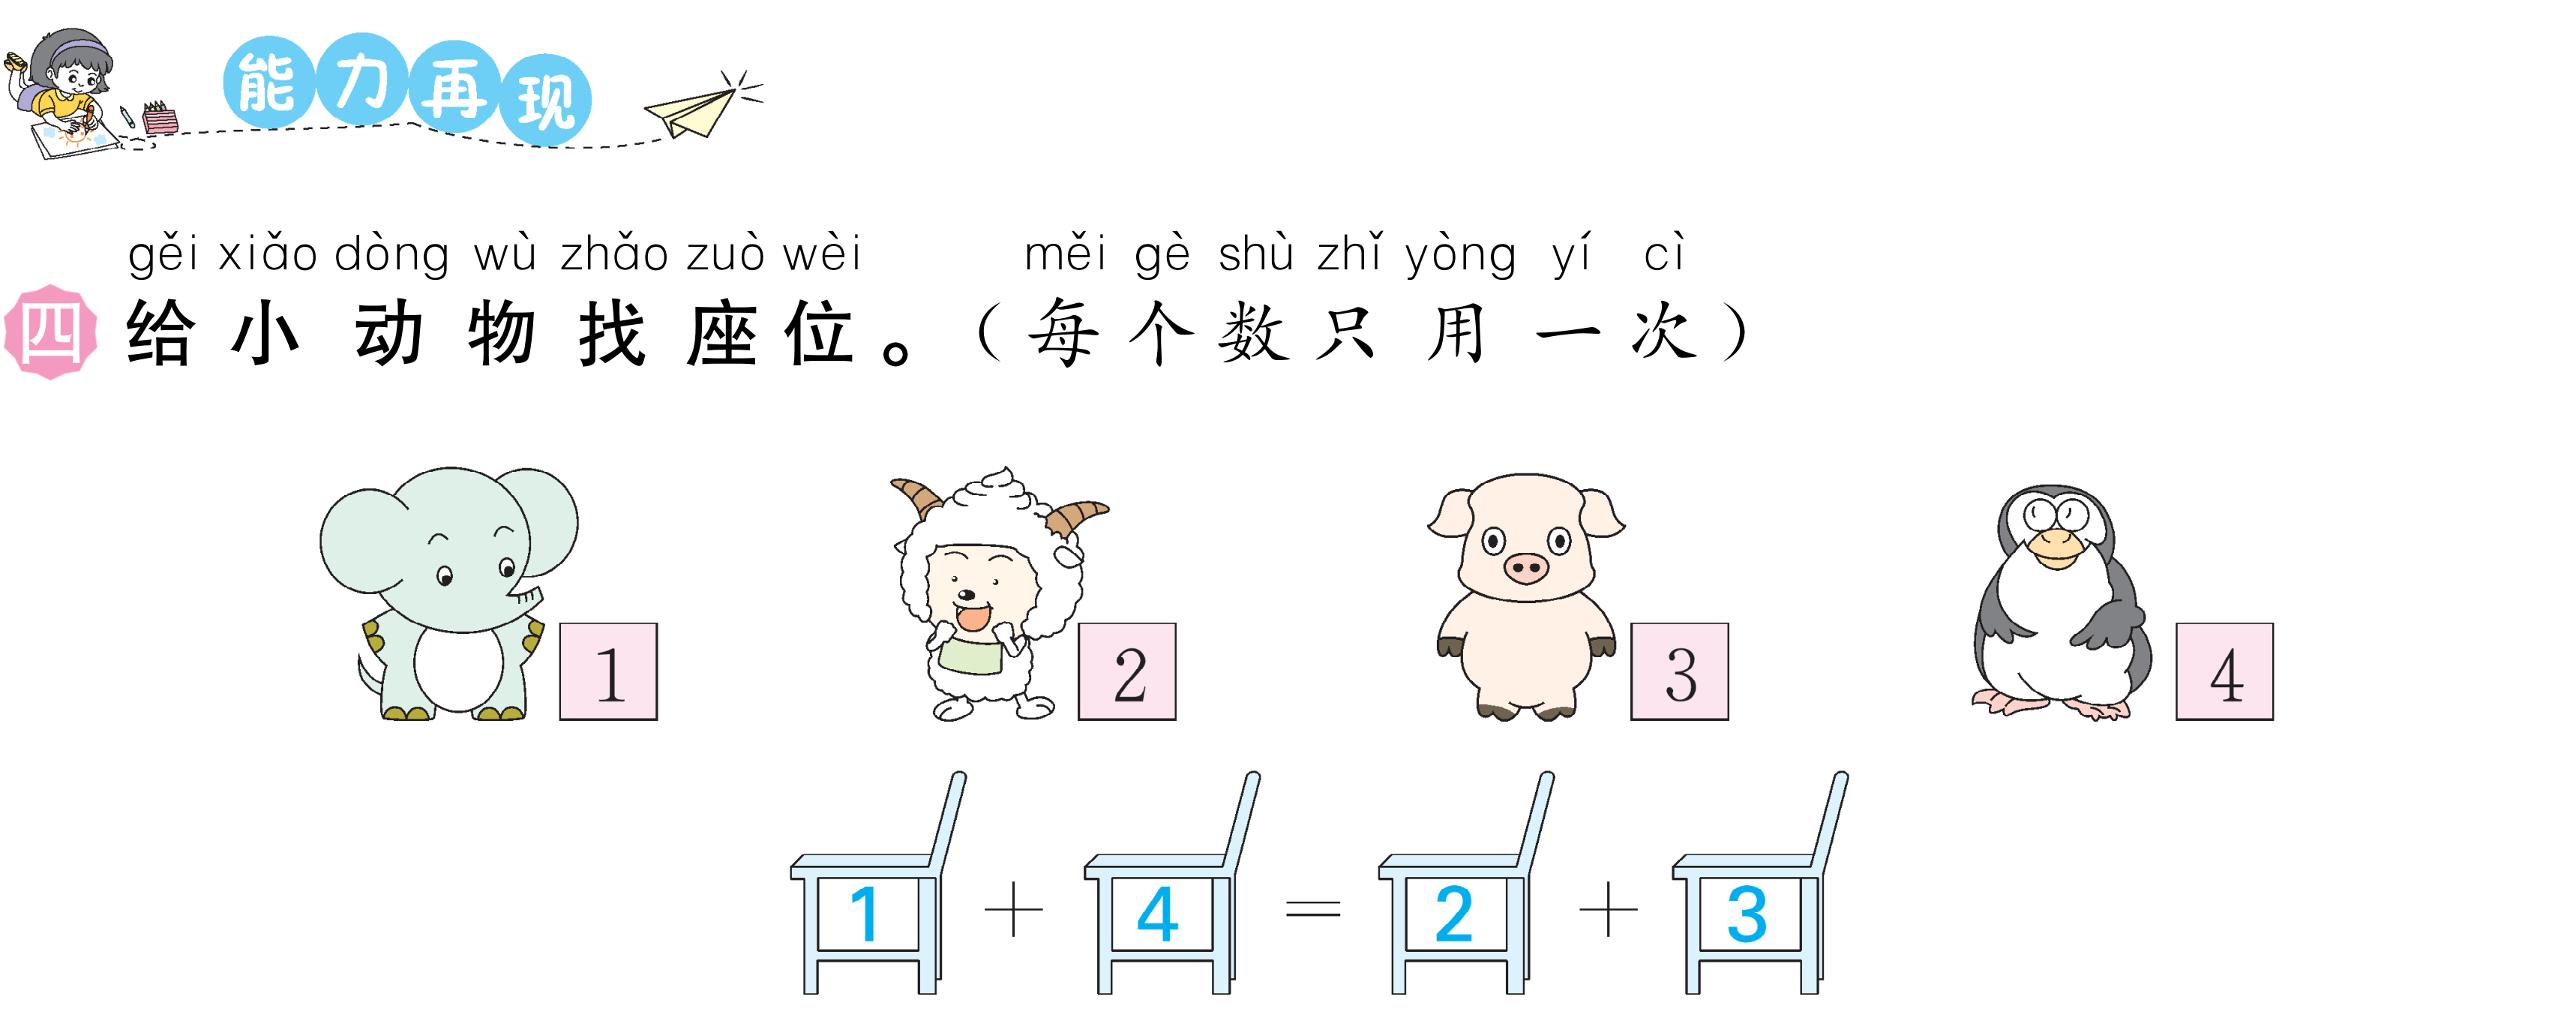 能力再现
gěi xiǎo dòng wù zhǎo zuò wèi měi gè shù zhǐ yòng yí cì
四 给小动物找座位。(每个数只用一次)
1 2 3 4
1 + 4 = 2 + 3